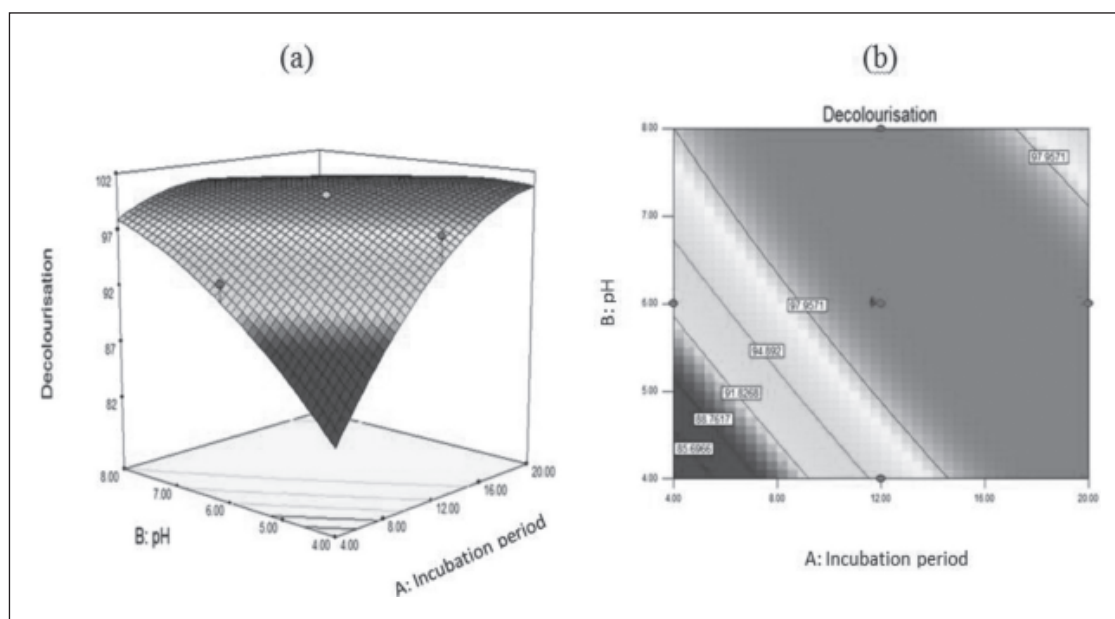 (a)
102
97
92
87
82
Decolourisation
8.00
7.00
6.00
5.00
4.00
B: pH
4.00
8.00
12.00
16.00
20.00
A: Incubation period
(b)
Decolourisation
8.00
7.00
6.00
5.00
4.00
B: pH
97.9571
97.9571
94.892
91.8268
88.7617
85.6966
4.00 8.00 12.00 16.00 20.00
A: Incubation period